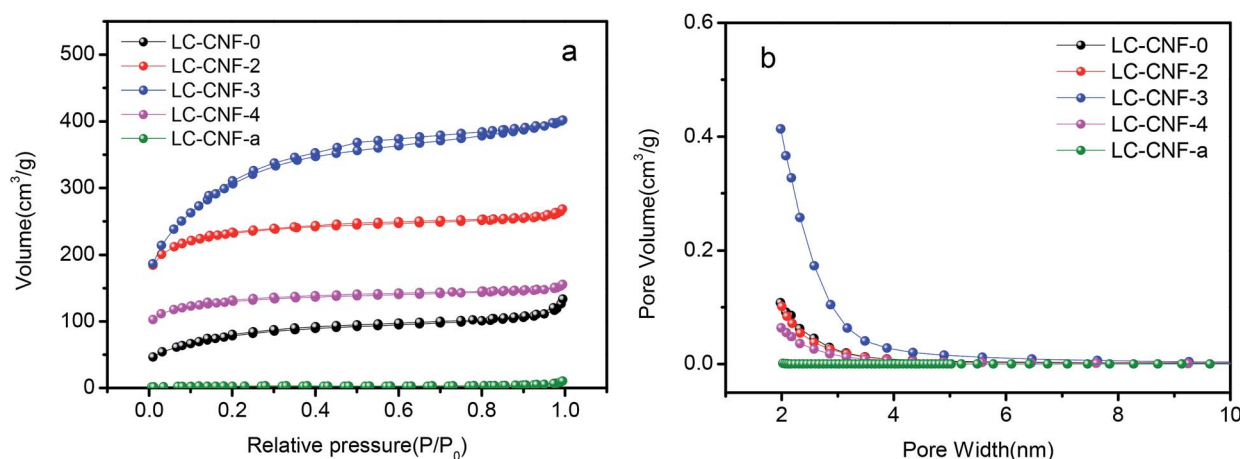 a
LC-CNF-0
LC-CNF-2
LC-CNF-3
LC-CNF-4
LC-CNF-a
500
400
300
200
100
0
Volume(cm³/g)
0.0 0.2 0.4 0.6 0.8 1.0
Relative pressure(P/P₀)
b
LC-CNF-0
LC-CNF-2
LC-CNF-3
LC-CNF-4
LC-CNF-a
0.6
0.4
0.2
0.0
Pore Volume(cm³/g)
2 4 6 8 10
Pore Width(nm)